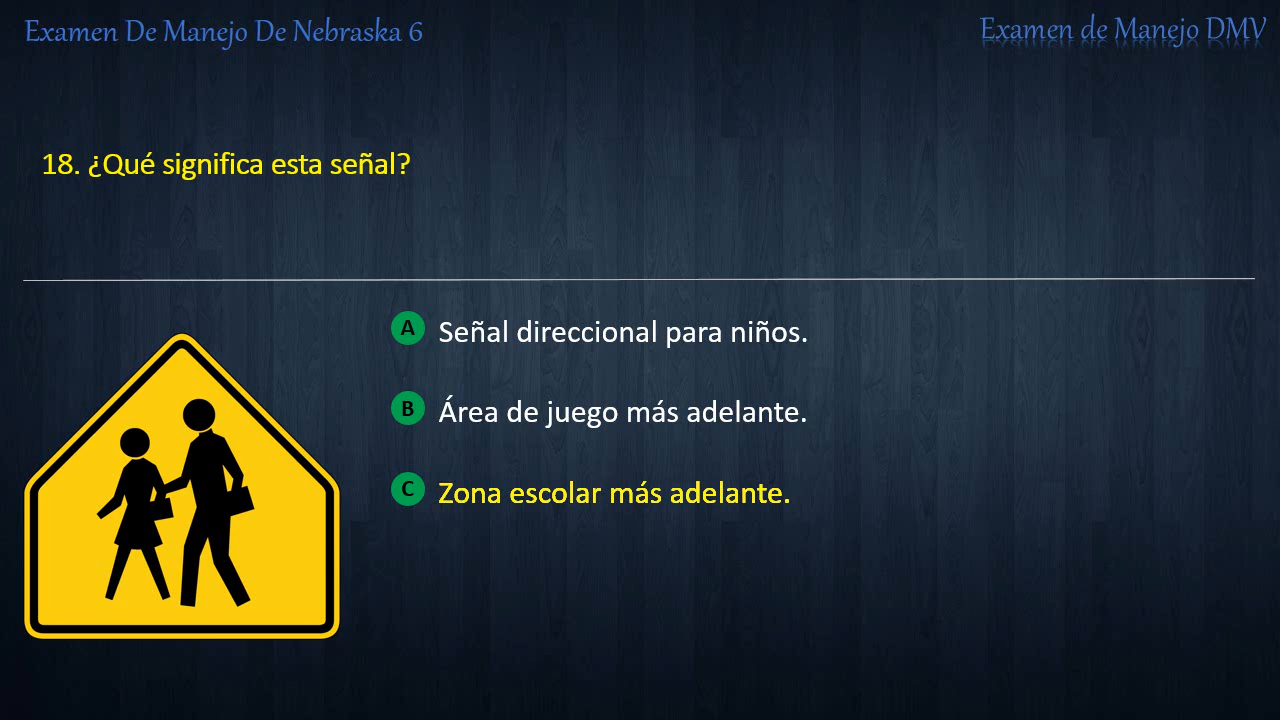 Examen De Manejo De Nebraska 6
Examen de Manejo DMV
18. ¿Qué significa esta señal?
A Señal direccional para niños.
B Área de juego más adelante.
C Zona escolar más adelante.